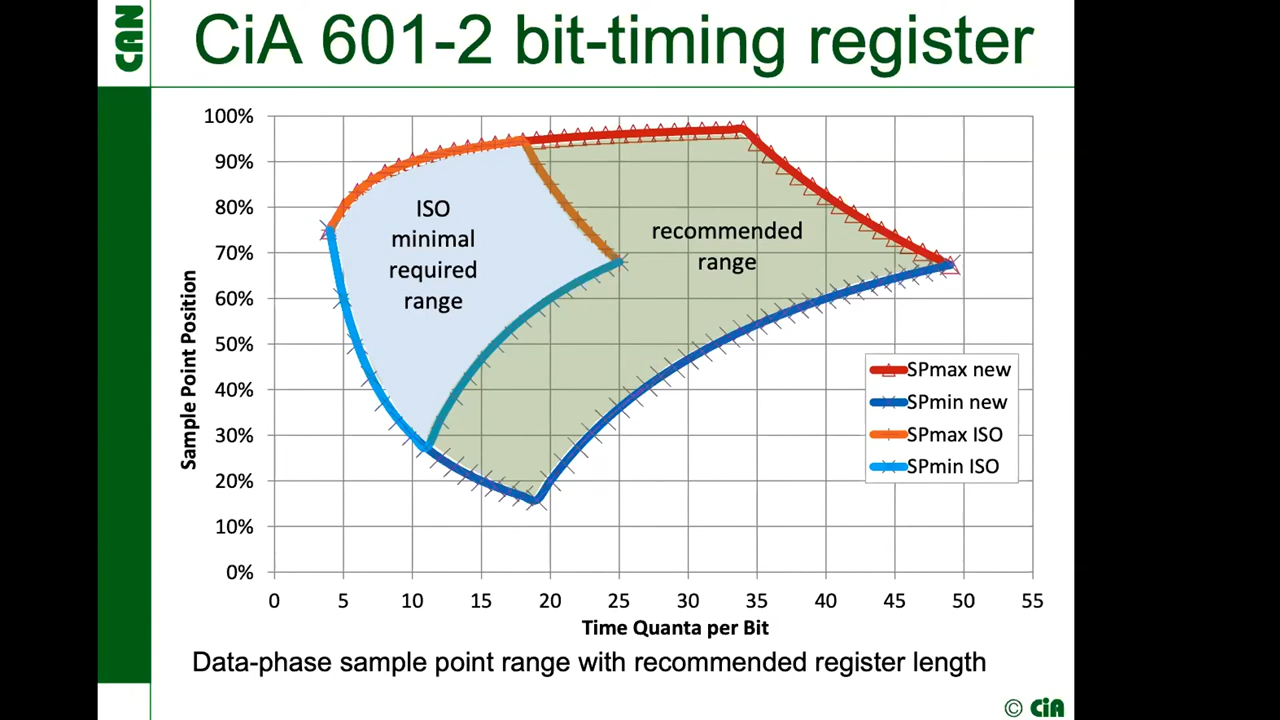 CAN
CiA 601-2 bit-timing register
100%
90%
80%
70%
60%
50%
40%
30%
20%
10%
0%
Sample Point Position
ISO
minimal
required
range
recommended
range
SPmax new
SPmin new
SPmax ISO
SPmin ISO
0 5 10 15 20 25 30 35 40 45 50 55
Time Quanta per Bit
Data-phase sample point range with recommended register length
© CiA